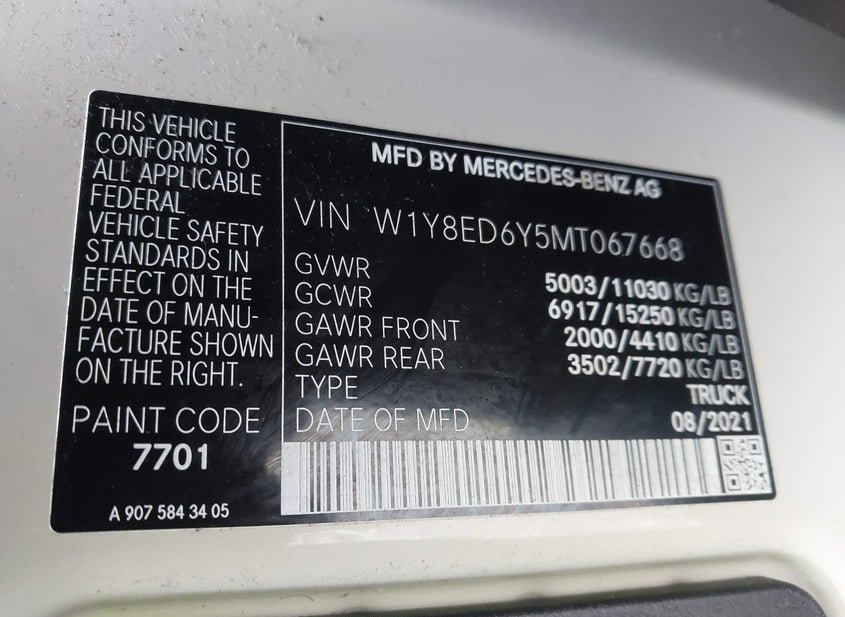 THIS VEHICLE
CONFORMS TO
ALL APPLICABLE
FEDERAL
VEHICLE SAFETY
STANDARDS IN
EFFECT ON THE
DATE OF MANU-
FACTURE SHOWN
ON THE RIGHT.
PAINT CODE
7701
A 907 584 34 05
MFD BY MERCEDES-BENZ AG
VIN W1Y8ED6Y5MT067668
GVWR 5003/11030 KG/LB
GCWR 6917/15250 KG/LB
GAWR FRONT 2000/4410 KG/LB
GAWR REAR 3502/7720 KG/LB
TYPE TRUCK
DATE OF MFD 08/2021